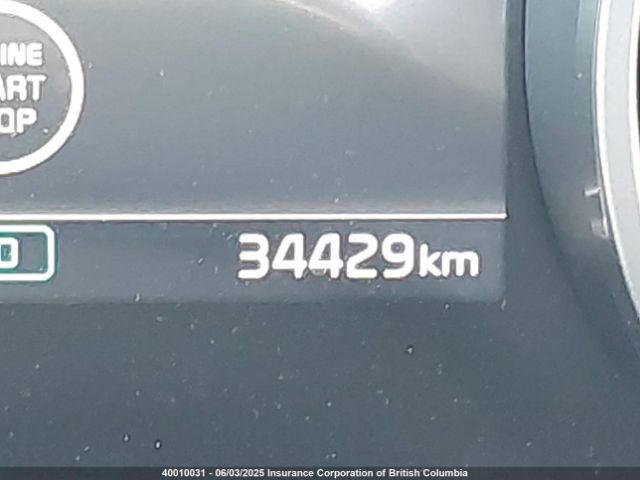 INE
ART
OP
34429km
40010031 - 06/03/2025 Insurance Corporation of British Columbia